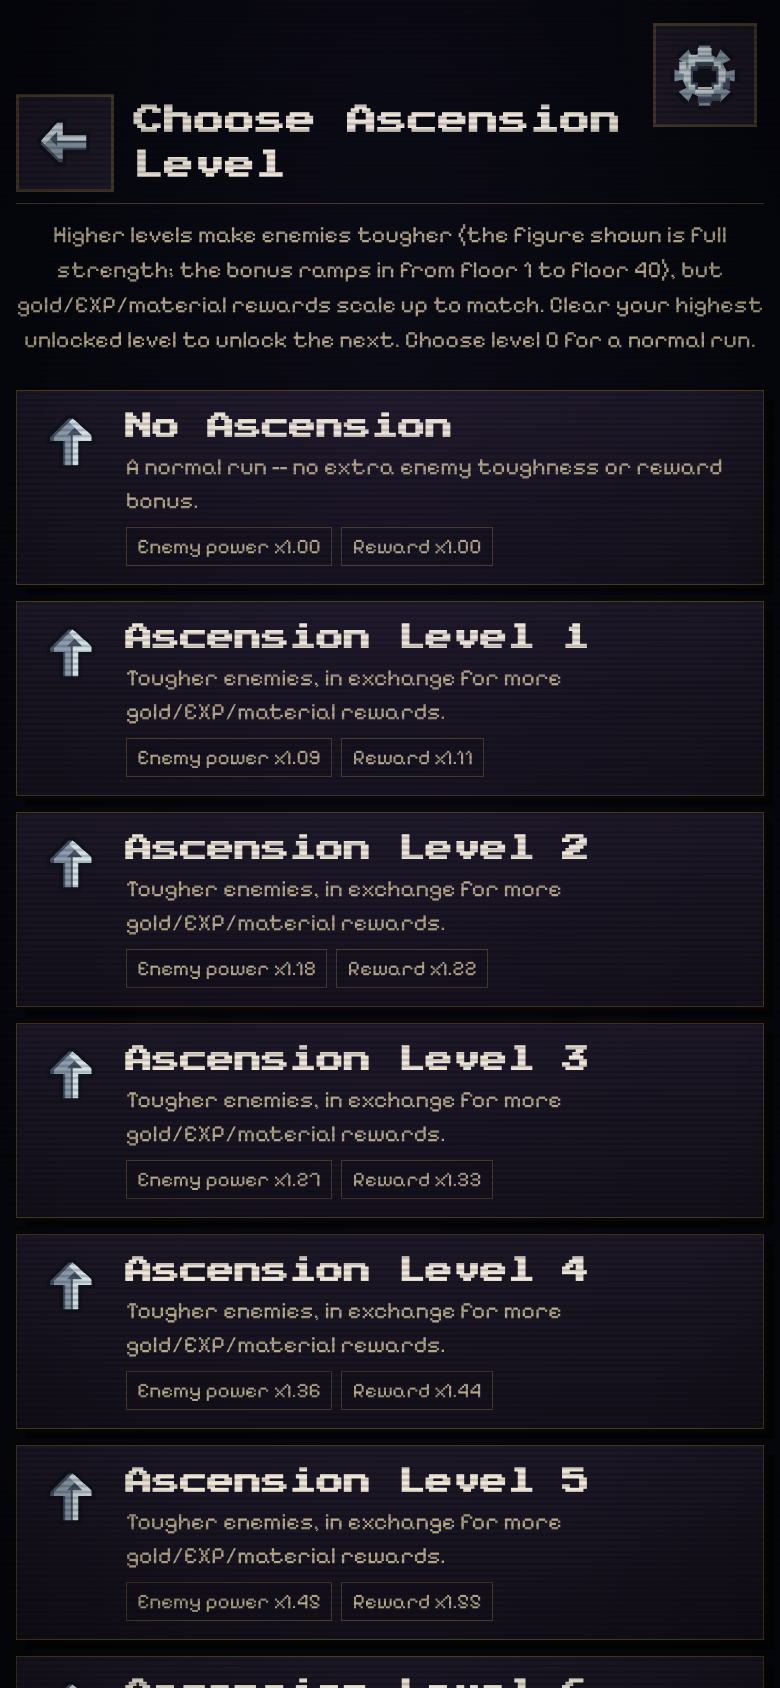 Choose Ascension
Level
Higher levels make enemies tougher (the figure shown is full
strength; the bonus ramps in from floor 1 to floor 40), but
gold/EXP/material rewards scale up to match. Clear your highest
unlocked level to unlock the next. Choose level 0 for a normal run.
No Ascension
A normal run -- no extra enemy toughness or reward
bonus.
Enemy power x1.00 Reward x1.00
Ascension Level 1
Tougher enemies, in exchange for more
gold/EXP/material rewards.
Enemy power x1.09 Reward x1.11
Ascension Level 2
Tougher enemies, in exchange for more
gold/EXP/material rewards.
Enemy power x1.18 Reward x1.22
Ascension Level 3
Tougher enemies, in exchange for more
gold/EXP/material rewards.
Enemy power x1.27 Reward x1.33
Ascension Level 4
Tougher enemies, in exchange for more
gold/EXP/material rewards.
Enemy power x1.36 Reward x1.44
Ascension Level 5
Tougher enemies, in exchange for more
gold/EXP/material rewards.
Enemy power x1.45 Reward x1.55